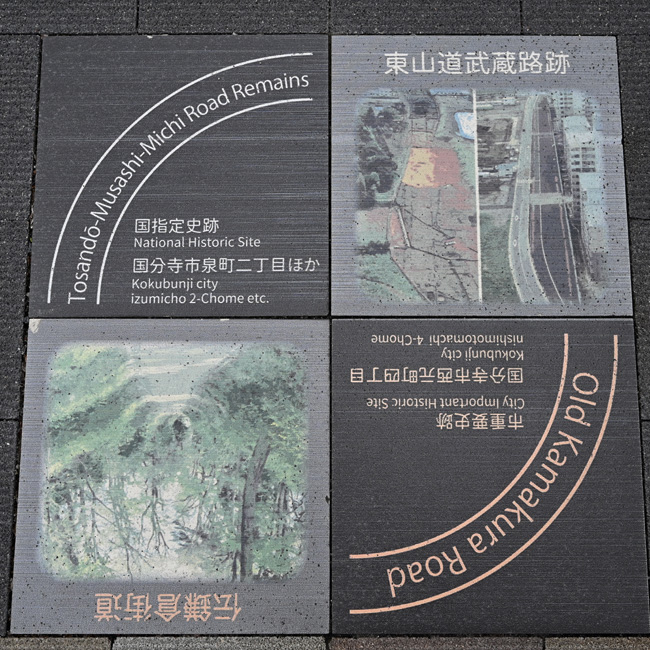 Tosandō-Musashi-Michi Road Remains
国指定史跡
National Historic Site
国分寺市泉町二丁目ほか
Kokubunji city
izumicho 2-Chome etc.
東山道武蔵路跡
Old Kamakura Road
市重要史跡
City Important Historic Site
国分寺市西元町四丁目
Kokubunji city
nishimotomachi 4-Chome
伝鎌倉街道